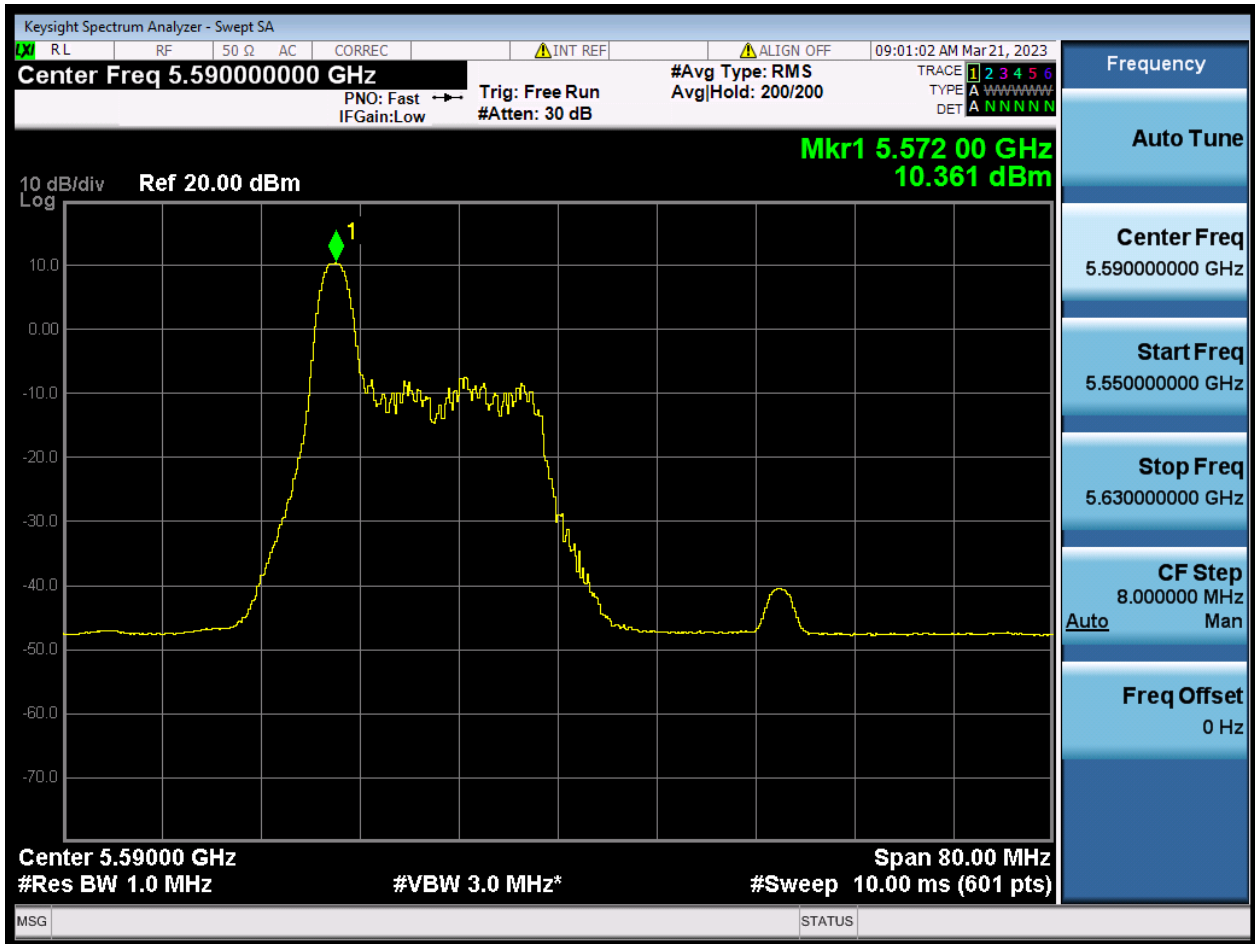 Keysight Spectrum Analyzer - Swept SA
LXI RL RF 50 Ω AC CORREC INT REF ALIGN OFF 09:01:02 AM Mar 21, 2023
Center Freq 5.590000000 GHz
PNO: Fast
IFGain:Low
Trig: Free Run
#Atten: 30 dB
#Avg Type: RMS
Avg|Hold: 200/200
TRACE 1 2 3 4 5 6
TYPE A WWWWW
DET A N N N N N
Mkr1 5.572 00 GHz
10.361 dBm
10 dB/div Ref 20.00 dBm
Log
1
10.0
0.00
-10.0
-20.0
-30.0
-40.0
-50.0
-60.0
-70.0
Center 5.59000 GHz Span 80.00 MHz
#Res BW 1.0 MHz #VBW 3.0 MHz* #Sweep 10.00 ms (601 pts)
MSG STATUS
Frequency
Auto Tune
Center Freq
5.590000000 GHz
Start Freq
5.550000000 GHz
Stop Freq
5.630000000 GHz
CF Step
8.000000 MHz
Auto Man
Freq Offset
0 Hz